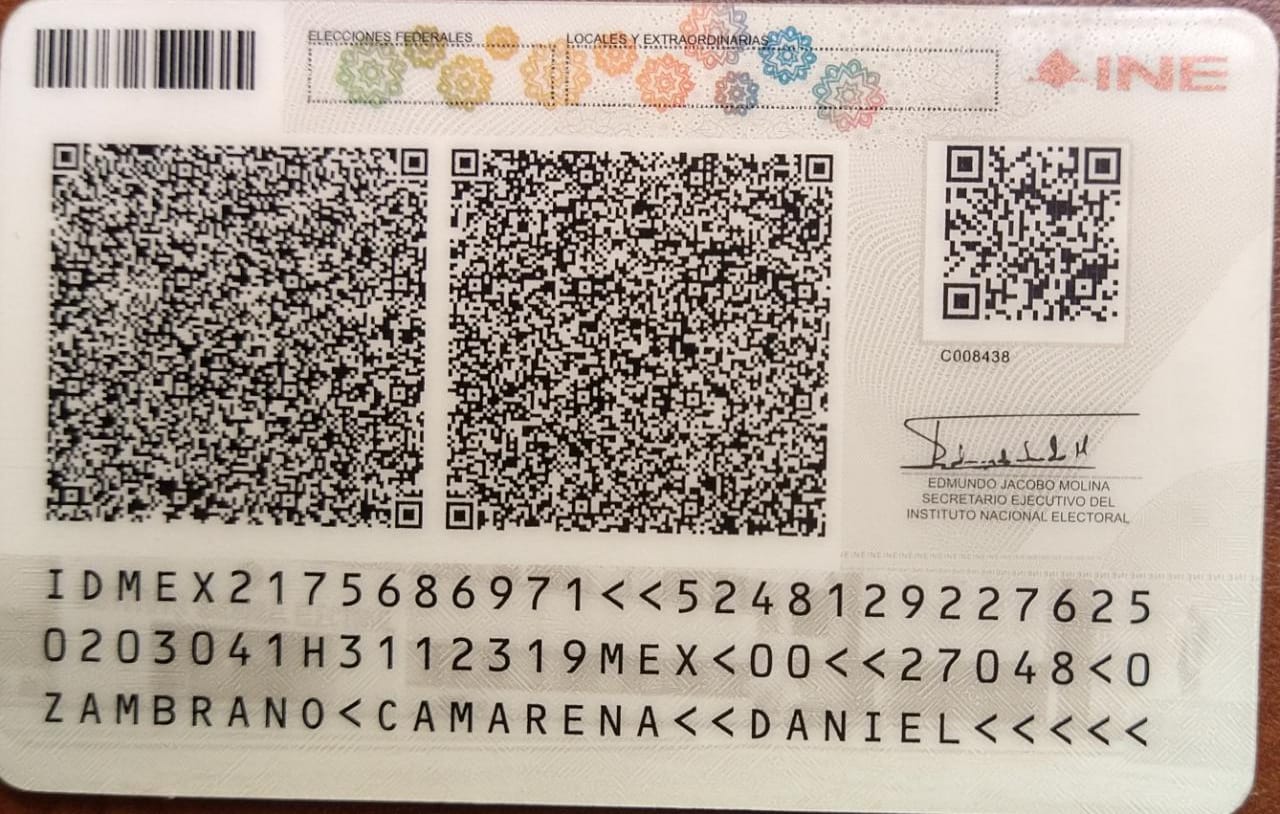 ELECCIONES FEDERALES LOCALES Y EXTRAORDINARIAS
INE
C008438
EDMUNDO JACOBO MOLINA
SECRETARIO EJECUTIVO DEL
INSTITUTO NACIONAL ELECTORAL
IDMEX2175686971<<5248129227625
0203041H3112319MEX<00<<27048<0
ZAMBRANO<CAMARENA<<DANIEL<<<<<